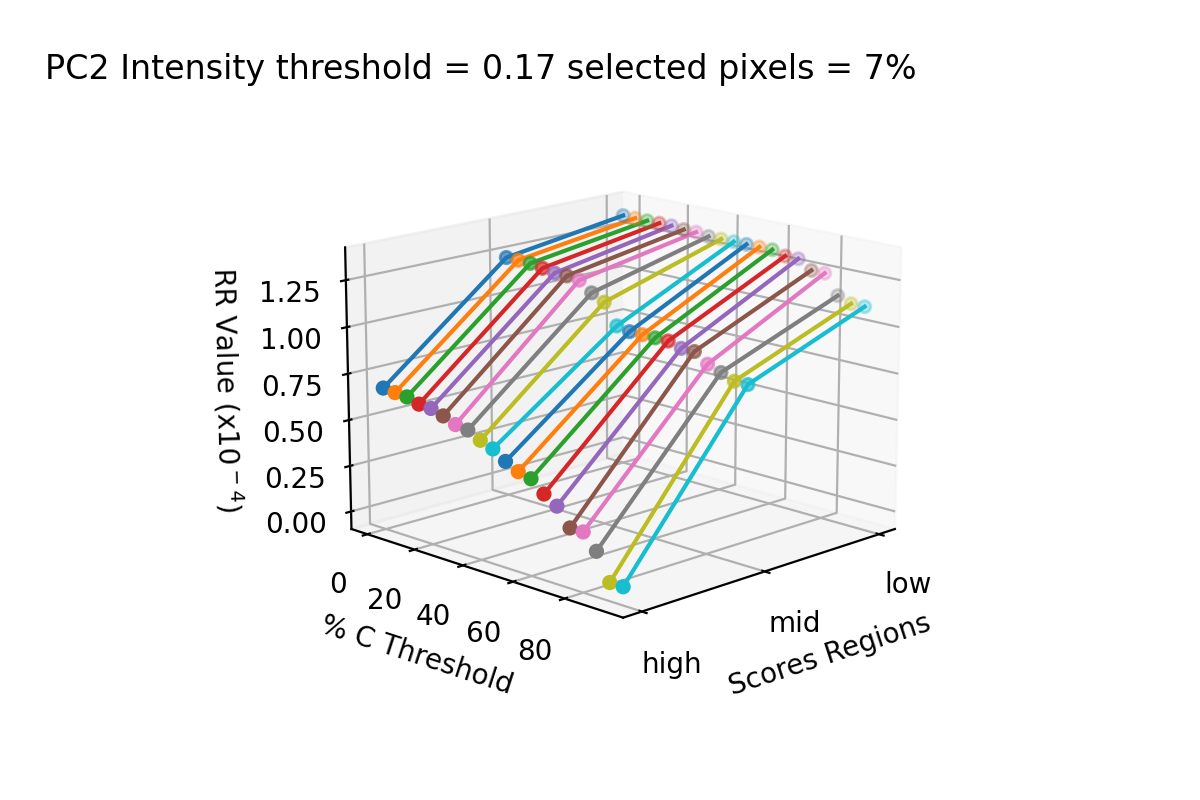 PC2 Intensity threshold = 0.17 selected pixels = 7%
RR Value (x10⁻⁴)
1.25
1.00
0.75
0.50
0.25
0.00
0
20
40
60
80
% C Threshold
high
mid
low
Scores Regions